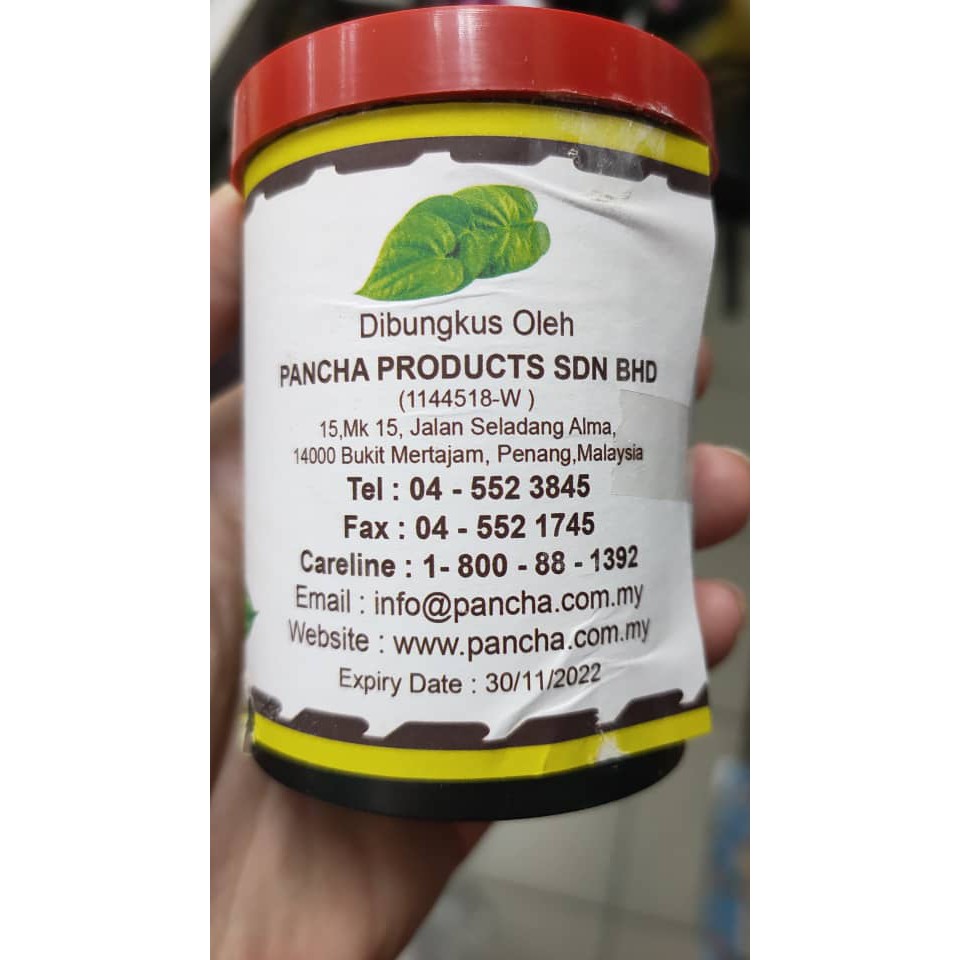 Dibungkus Oleh
PANCHA PRODUCTS SDN BHD
(1144518-W )
15,Mk 15, Jalan Seladang Alma,
14000 Bukit Mertajam, Penang,Malaysia
Tel : 04 - 552 3845
Fax : 04 - 552 1745
Careline : 1- 800 - 88 - 1392
Email : info@pancha.com.my
Website : www.pancha.com.my
Expiry Date : 30/11/2022